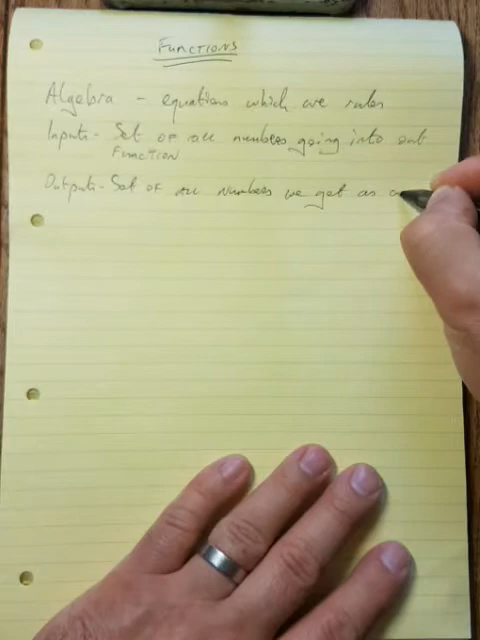 Functions
Algebra - equations which are rules
Inputs - Set of all numbers going into out
Function
Outputs - Set of all numbers we get as